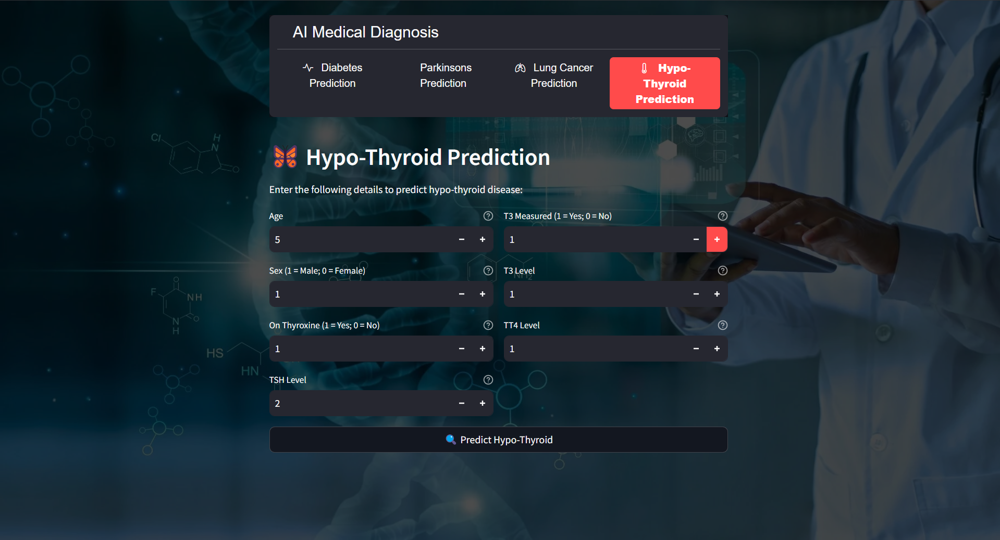 AI Medical Diagnosis
Diabetes
Prediction
Parkinsons
Prediction
Lung Cancer
Prediction
Hypo-
Thyroid
Prediction
Hypo-Thyroid Prediction
Enter the following details to predict hypo-thyroid disease:
Age
5
T3 Measured (1 = Yes; 0 = No)
1
Sex (1 = Male; 0 = Female)
1
T3 Level
1
On Thyroxine (1 = Yes; 0 = No)
1
TT4 Level
1
TSH Level
2
Predict Hypo-Thyroid
Cl
H
N
O
F
O
NH
N
H
O
HS
HN
NH2